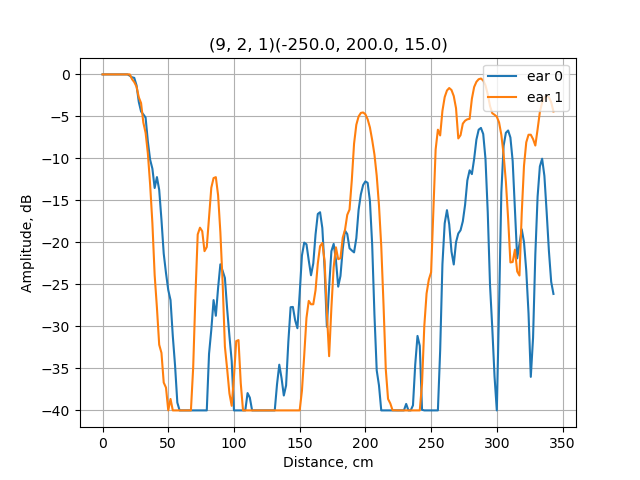 (9, 2, 1)(-250.0, 200.0, 15.0)
ear 0
ear 1
0
−5
−10
−15
−20
−25
−30
−35
−40
Amplitude, dB
0 50 100 150 200 250 300 350
Distance, cm